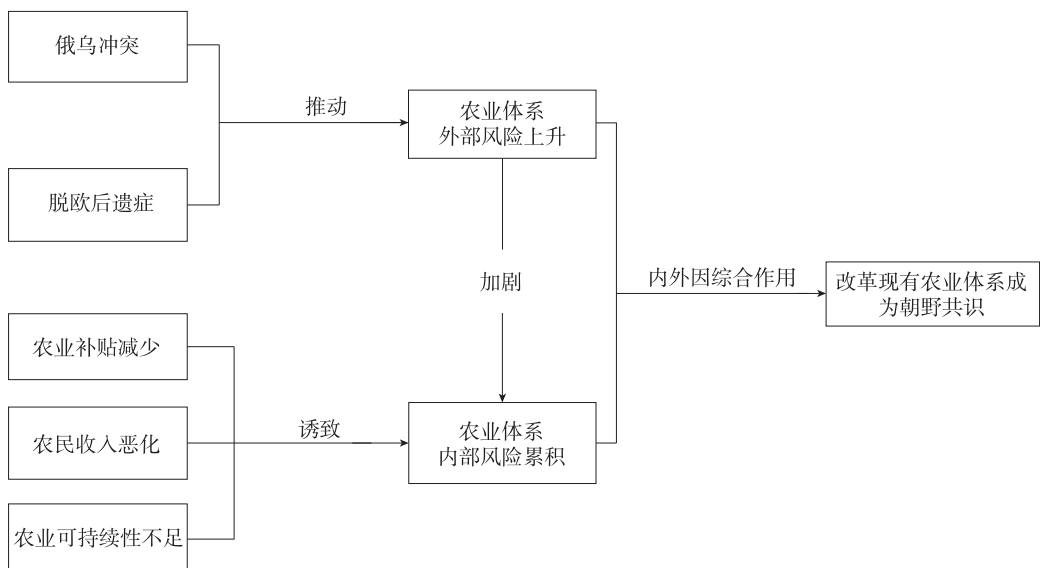 俄乌冲突
脱欧后遗症
推动
农业体系
外部风险上升
加剧
农业补贴减少
农民收入恶化
农业可持续性不足
诱致
农业体系
内部风险累积
内外因综合作用
改革现有农业体系成
为朝野共识